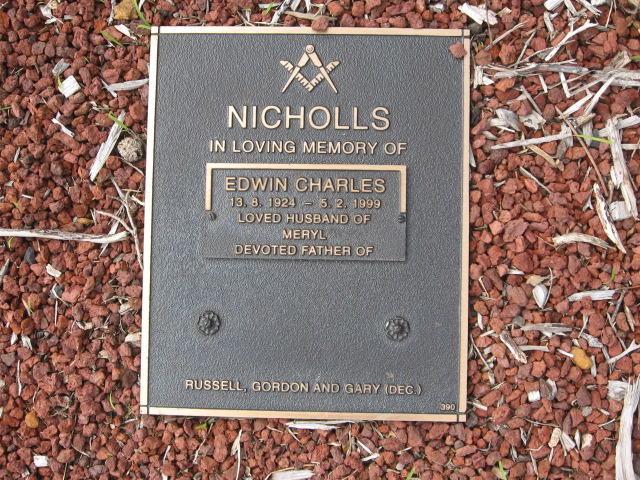 NICHOLLS
IN LOVING MEMORY OF
EDWIN CHARLES
13. 8. 1924 – 5. 2. 1999
LOVED HUSBAND OF
MERYL
DEVOTED FATHER OF
RUSSELL, GORDON AND GARY (DEC.)
390